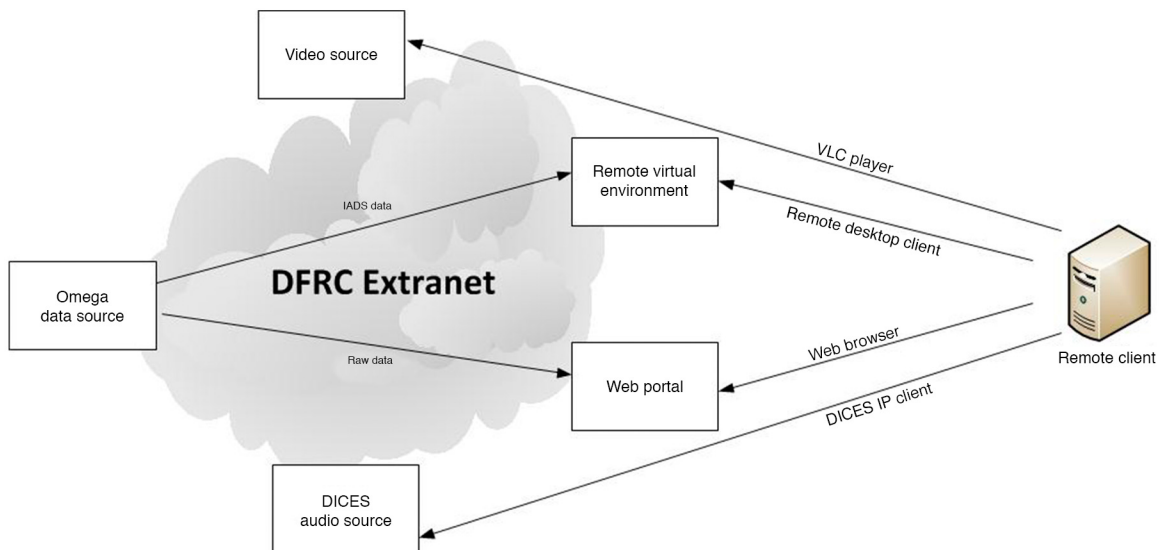 Video source
VLC player
Remote virtual
environment
IADS data
Remote desktop client
DFRC Extranet
Omega
data source
Raw data
Web browser
Remote client
Web portal
DICES IP client
DICES
audio source